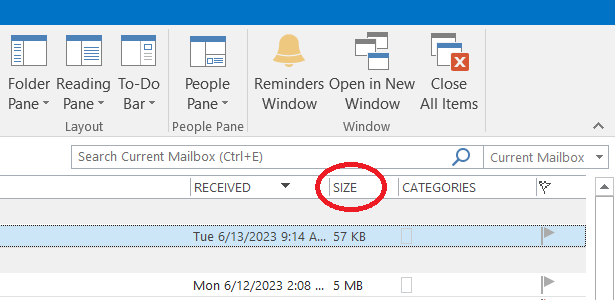 Folder Pane
Reading Pane
To-Do Bar
People Pane
Reminders Window
Open in New Window
Close All Items
Layout
People Pane
Window
Search Current Mailbox (Ctrl+E)
Current Mailbox
RECEIVED SIZE CATEGORIES
Tue 6/13/2023 9:14 A... 57 KB
Mon 6/12/2023 2:08 ... 5 MB